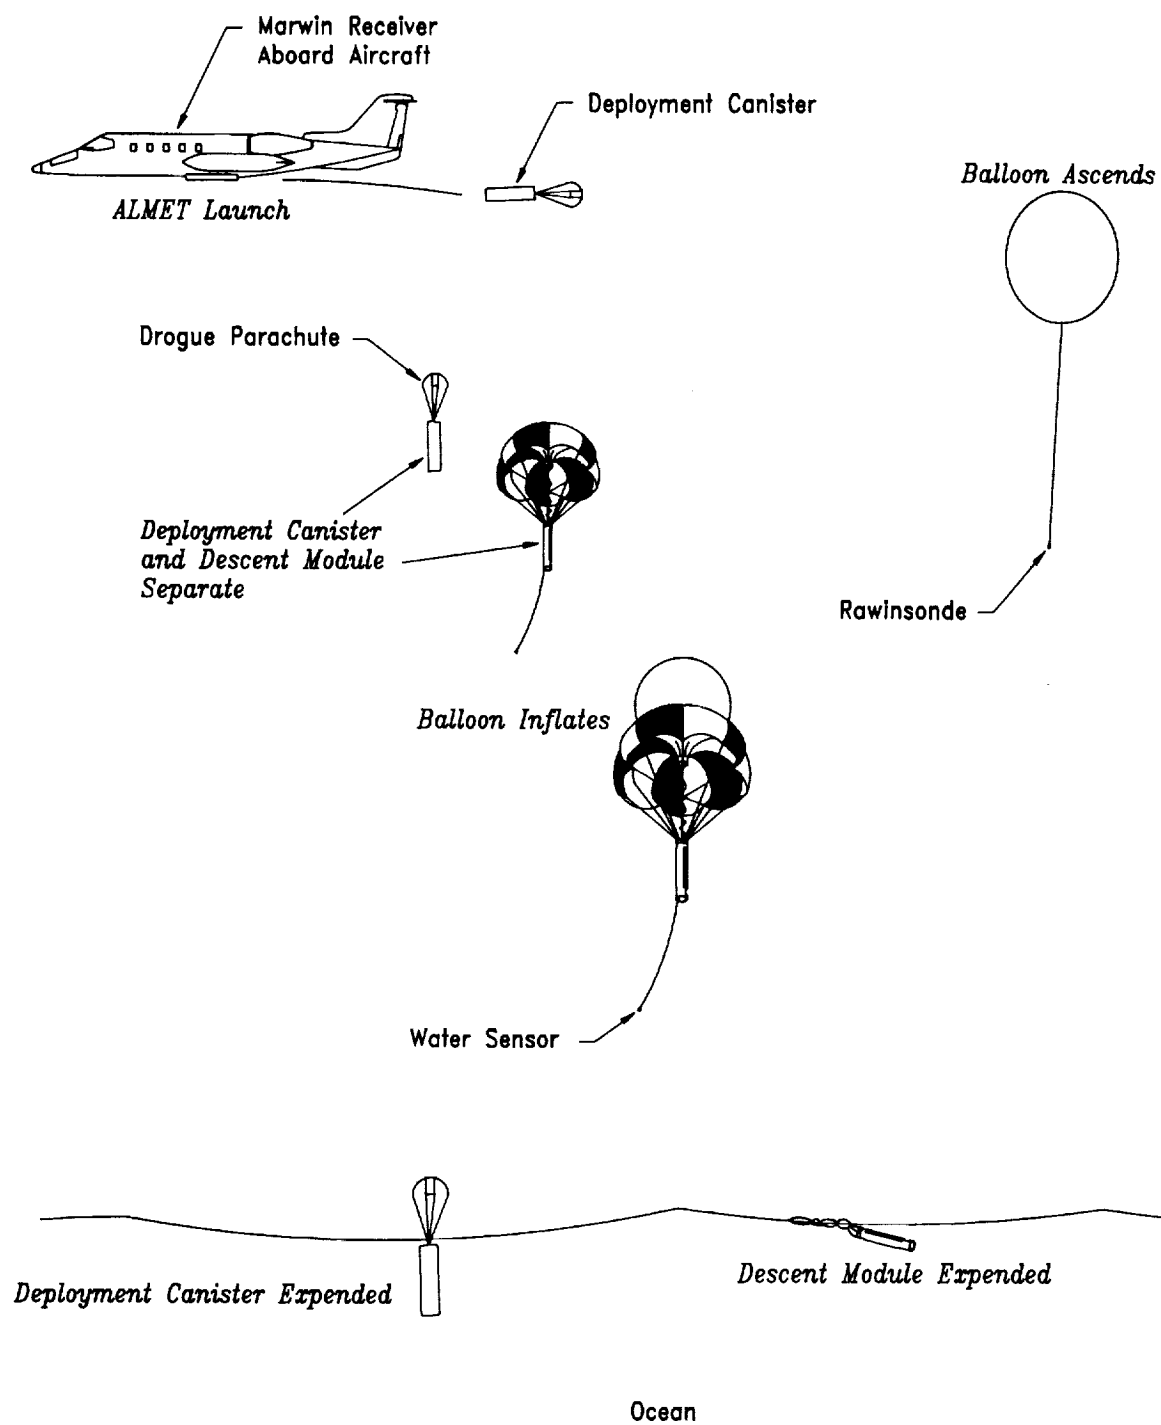 Marwin Receiver
Aboard Aircraft
Deployment Canister
Balloon Ascends
ALMET Launch
Drogue Parachute
Deployment Canister
and Descent Module
Separate
Rawinsonde
Balloon Inflates
Water Sensor
Deployment Canister Expended
Descent Module Expended
Ocean